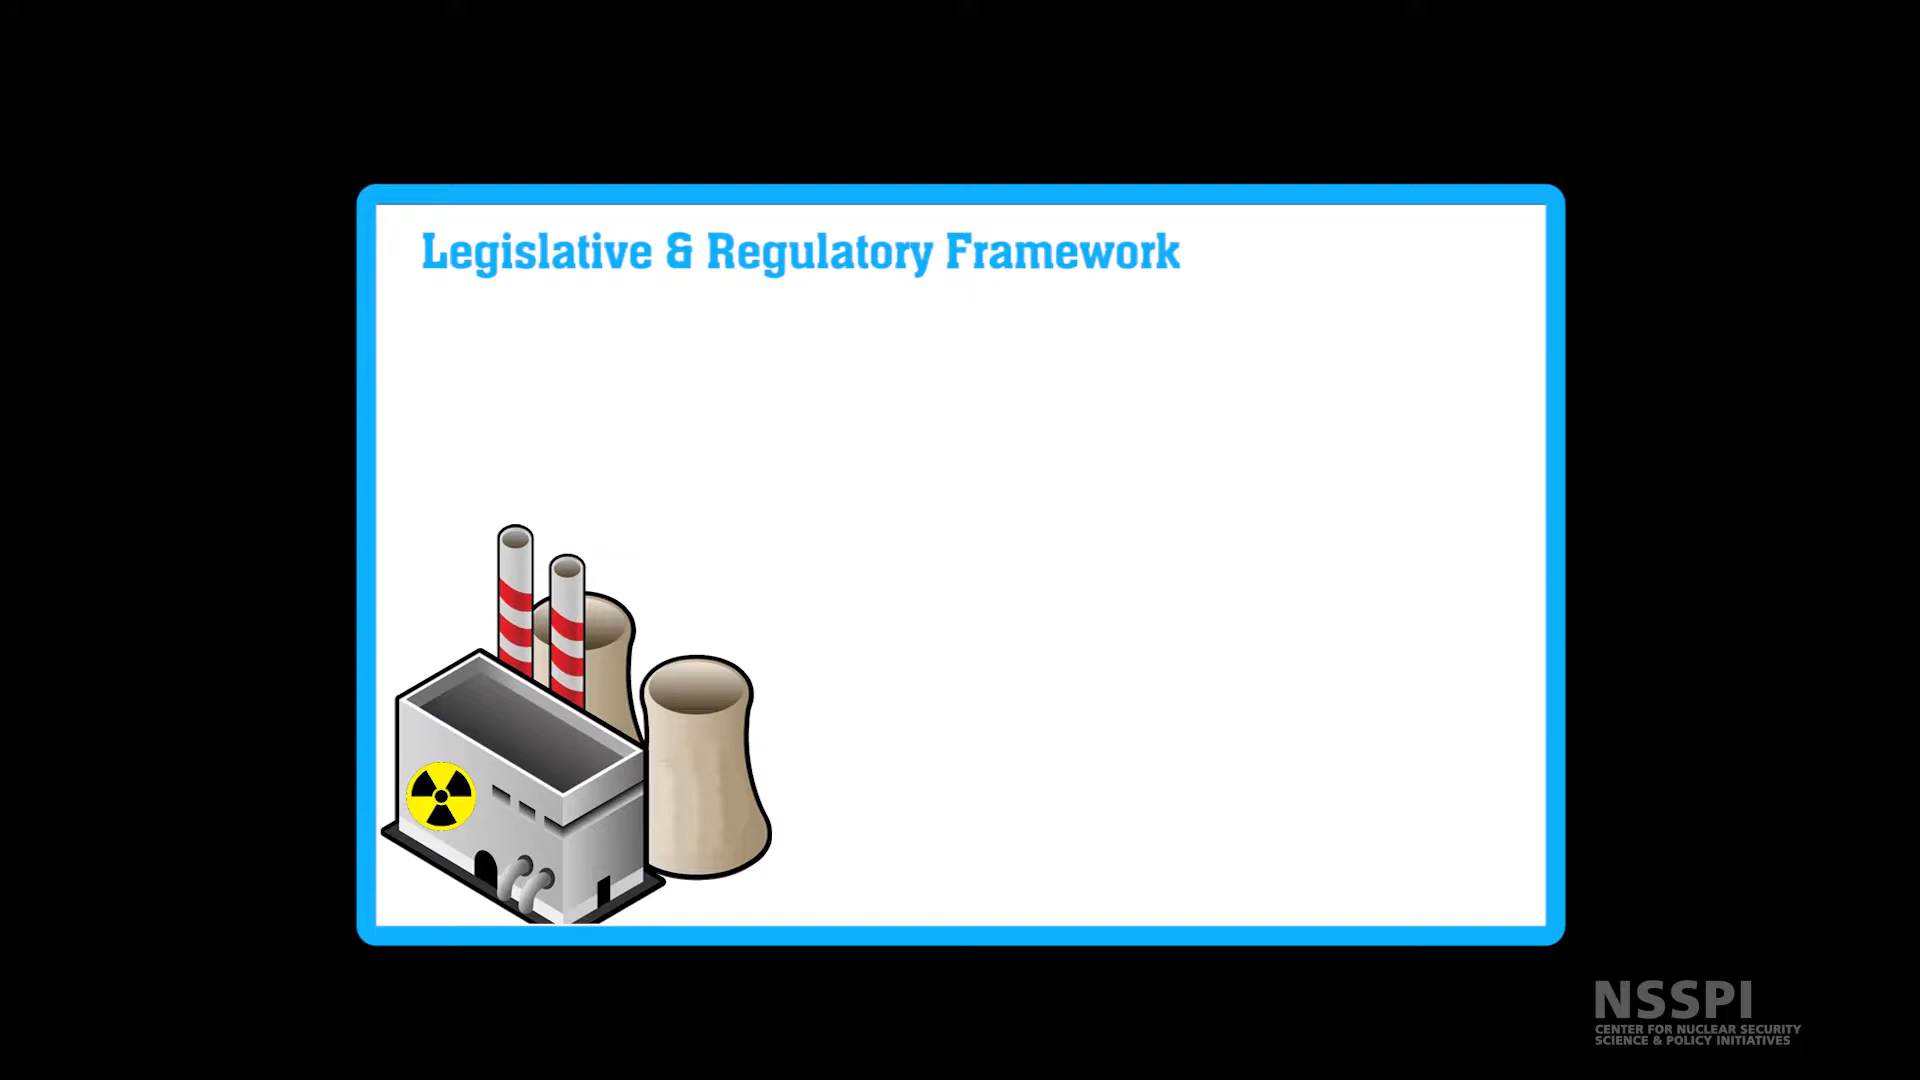 Legislative & Regulatory Framework
NSSPI
CENTER FOR NUCLEAR SECURITY
SCIENCE & POLICY INITIATIVES